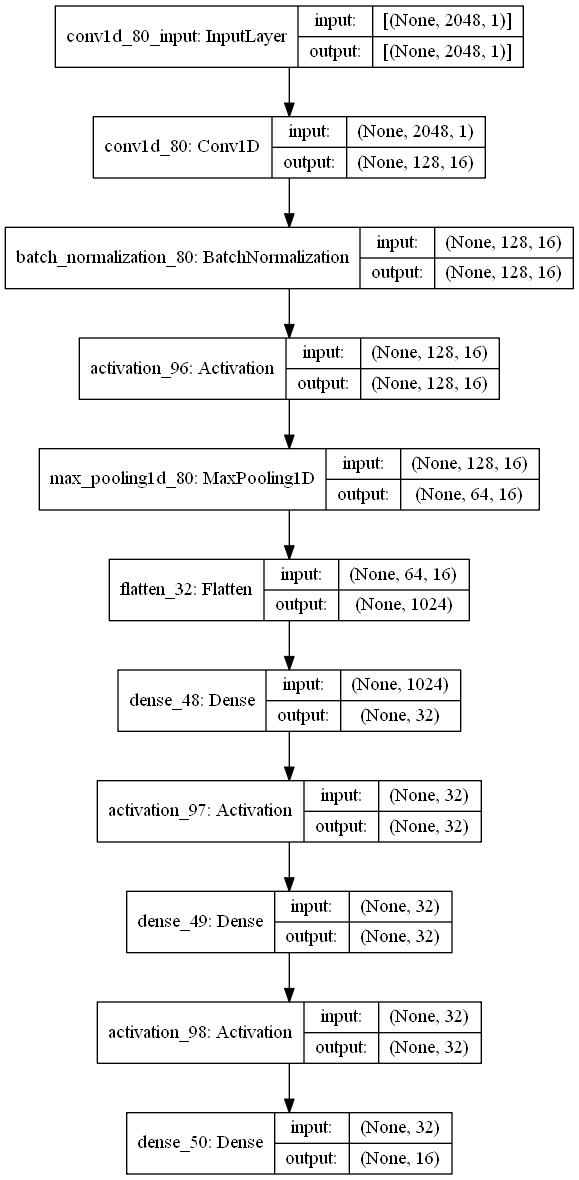 conv1d_80_input: InputLayer
input: [(None, 2048, 1)]
output: [(None, 2048, 1)]
conv1d_80: Conv1D
input: (None, 2048, 1)
output: (None, 128, 16)
batch_normalization_80: BatchNormalization
input: (None, 128, 16)
output: (None, 128, 16)
activation_96: Activation
input: (None, 128, 16)
output: (None, 128, 16)
max_pooling1d_80: MaxPooling1D
input: (None, 128, 16)
output: (None, 64, 16)
flatten_32: Flatten
input: (None, 64, 16)
output: (None, 1024)
dense_48: Dense
input: (None, 1024)
output: (None, 32)
activation_97: Activation
input: (None, 32)
output: (None, 32)
dense_49: Dense
input: (None, 32)
output: (None, 32)
activation_98: Activation
input: (None, 32)
output: (None, 32)
dense_50: Dense
input: (None, 32)
output: (None, 16)